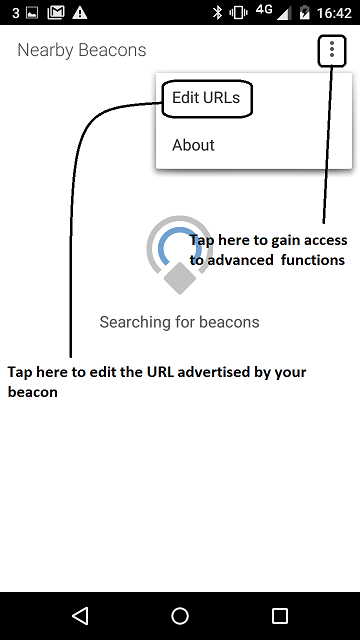 3 4G 16:42
Nearby Beacons
Edit URLs
About
Tap here to gain access
to advanced functions
Searching for beacons
Tap here to edit the URL advertised by your
beacon